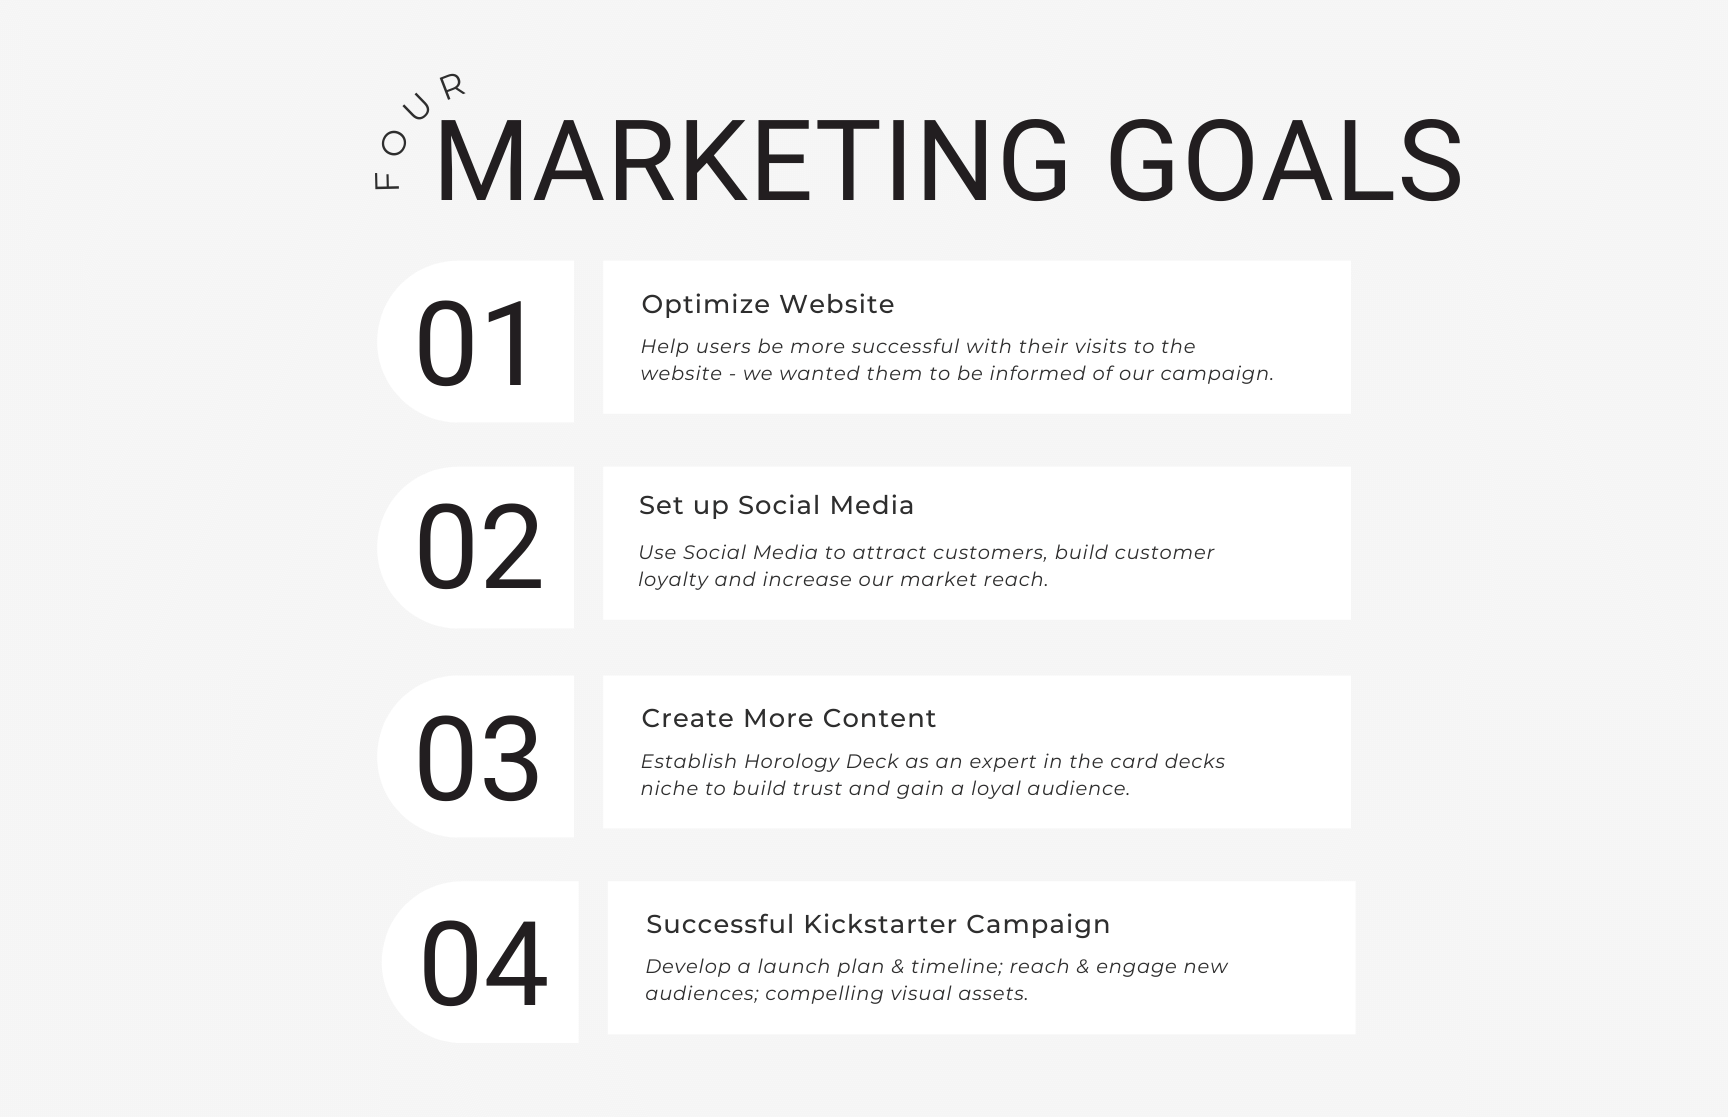 FOUR
MARKETING GOALS
01
Optimize Website
Help users be more successful with their visits to the
website - we wanted them to be informed of our campaign.
02
Set up Social Media
Use Social Media to attract customers, build customer
loyalty and increase our market reach.
03
Create More Content
Establish Horology Deck as an expert in the card decks
niche to build trust and gain a loyal audience.
04
Successful Kickstarter Campaign
Develop a launch plan & timeline; reach & engage new
audiences; compelling visual assets.